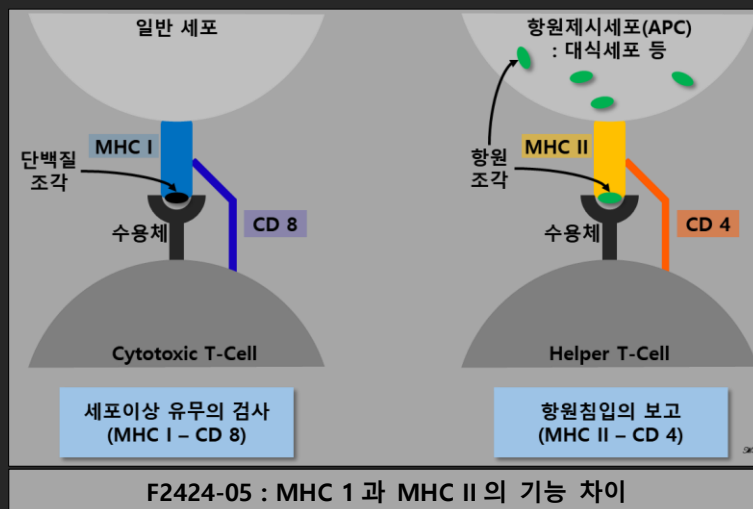 일반 세포
MHC I
단백질
조각
수용체
CD 8
Cytotoxic T-Cell
세포이상 유무의 검사
(MHC I – CD 8)
항원제시세포(APC)
: 대식세포 등
MHC II
항원
조각
수용체
CD 4
Helper T-Cell
항원침입의 보고
(MHC II – CD 4)
F2424-05 : MHC 1 과 MHC II 의 기능 차이